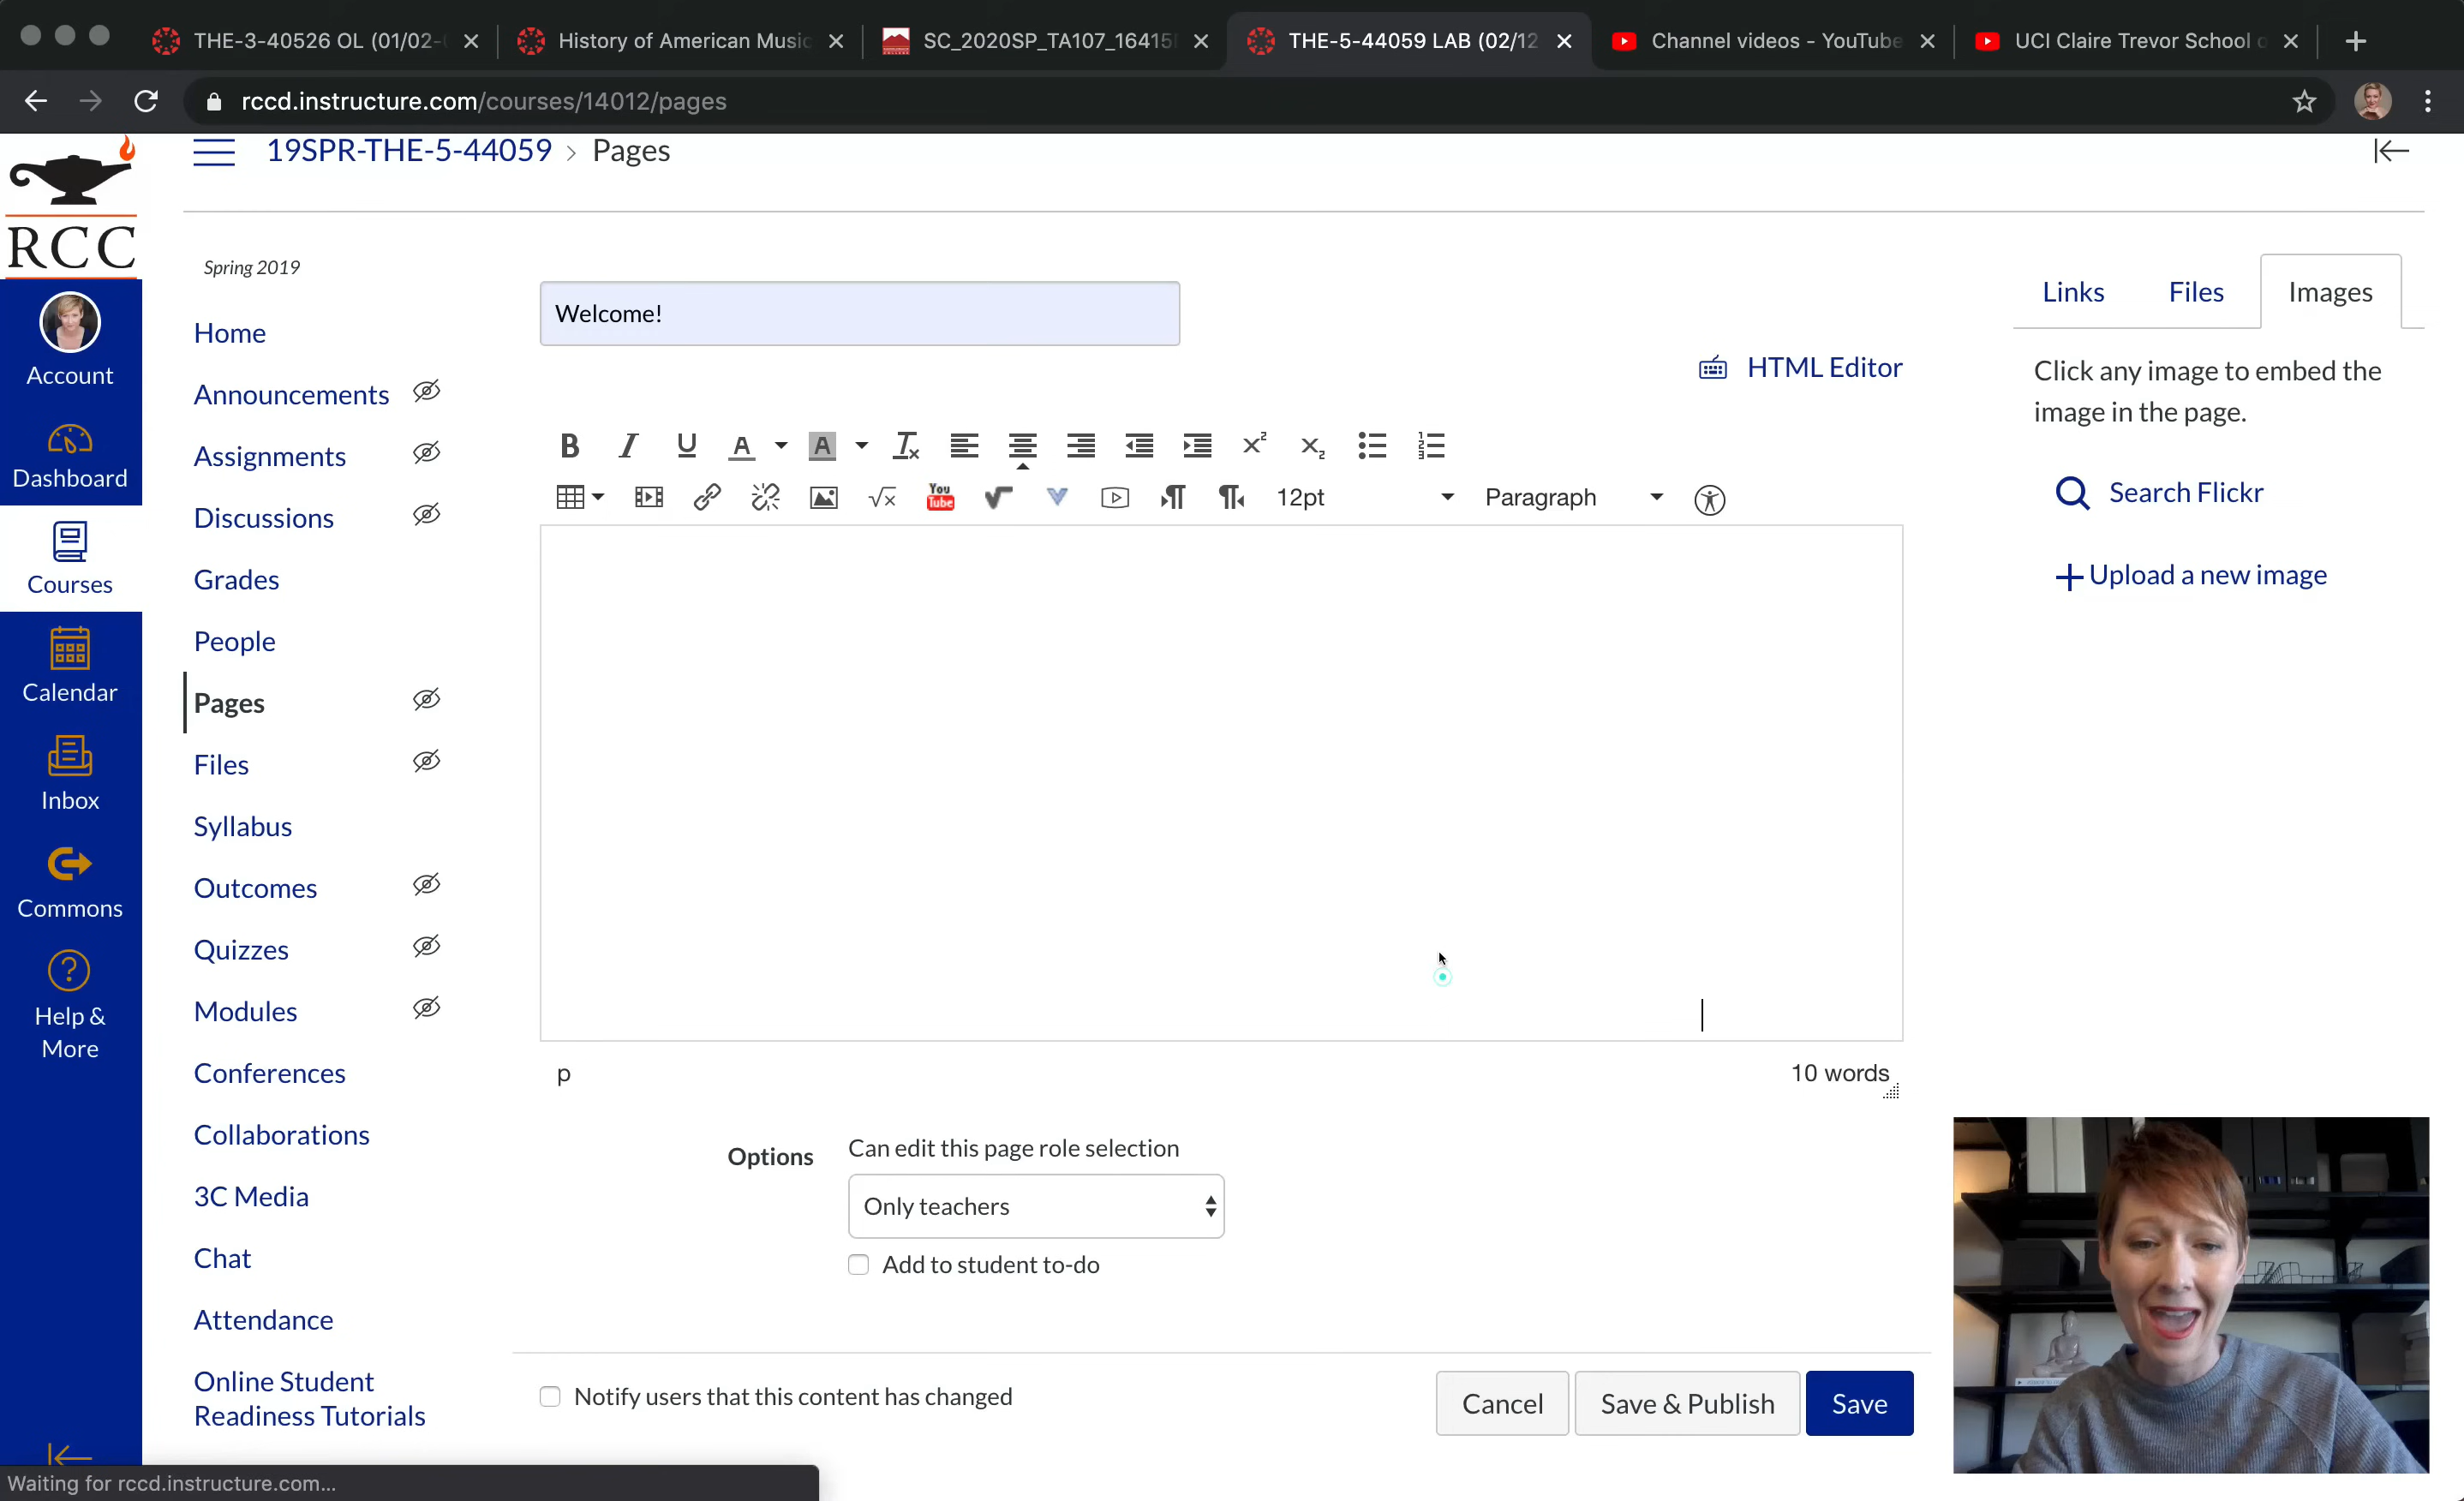 THE-3-40526 OL (01/02-
History of American Music
SC_2020SP_TA107_16415
THE-5-44059 LAB (02/12
Channel videos - YouTube
UCI Claire Trevor School
rccd.instructure.com/courses/14012/pages
19SPR-THE-5-44059 > Pages
RCC
Account
Dashboard
Courses
Calendar
Inbox
Commons
Help &
More
Spring 2019
Home
Announcements
Assignments
Discussions
Grades
People
Pages
Files
Syllabus
Outcomes
Quizzes
Modules
Conferences
Collaborations
3C Media
Chat
Attendance
Online Student
Readiness Tutorials
Welcome!
HTML Editor
B I U A A
You
Tube
12pt
Paragraph
p
10 words
Options
Can edit this page role selection
Only teachers
Add to student to-do
Notify users that this content has changed
Cancel
Save & Publish
Save
Links
Files
Images
Click any image to embed the
image in the page.
Search Flickr
Upload a new image
Waiting for rccd.instructure.com...